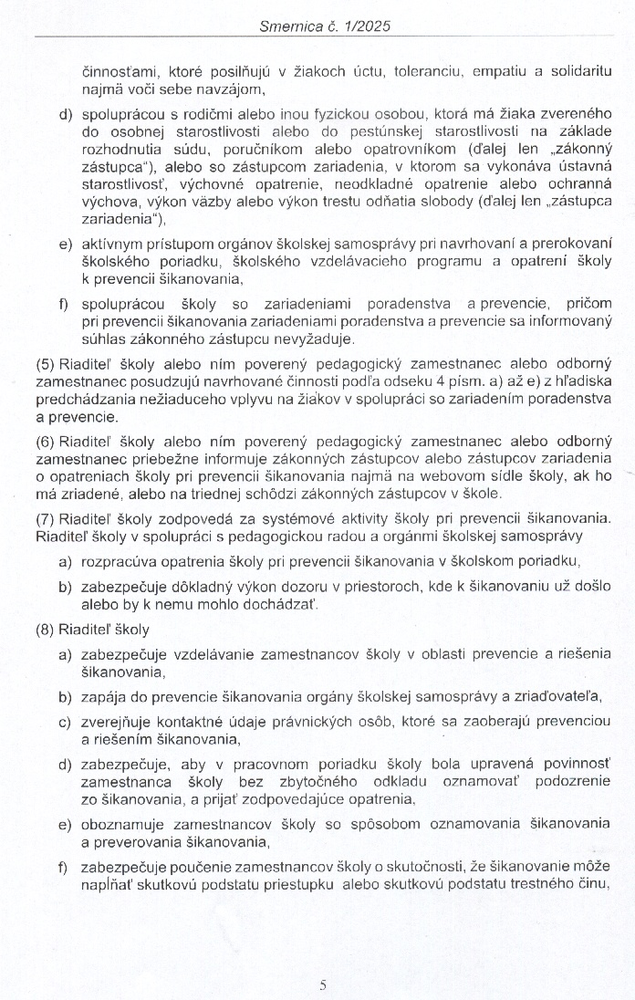 Smernica č. 1/2025
činnosťami, ktoré posilňujú v žiakoch úctu, toleranciu, empatiu a solidaritu
najmä voči sebe navzájom,
d) spoluprácou s rodičmi alebo inou fyzickou osobou, ktorá má žiaka zvereného
do osobnej starostlivosti alebo do pestúnskej starostlivosti na základe
rozhodnutia súdu, poručníkom alebo opatrovníkom (ďalej len „zákonný
zástupca“), alebo so zástupcom zariadenia, v ktorom sa vykonáva ústavná
starostlivosť, výchovné opatrenie, neodkladné opatrenie alebo ochranná
výchova, výkon väzby alebo výkon trestu odňatia slobody (ďalej len „zástupca
zariadenia“),
e) aktívnym prístupom orgánov školskej samosprávy pri navrhovaní a prerokovaní
školského poriadku, školského vzdelávacieho programu a opatrení školy
k prevencii šikanovania,
f) spoluprácou školy so zariadeniami poradenstva a prevencie, pričom
pri prevencii šikanovania zariadeniami poradenstva a prevencie sa informovaný
súhlas zákonného zástupcu nevyžaduje.
(5) Riaditeľ školy alebo ním poverený pedagogický zamestnanec alebo odborný
zamestnanec posudzujú navrhované činnosti podľa odseku 4 písm. a) až e) z hľadiska
predchádzania nežiaduceho vplyvu na žiakov v spolupráci so zariadením poradenstva
a prevencie.
(6) Riaditeľ školy alebo ním poverený pedagogický zamestnanec alebo odborný
zamestnanec priebežne informuje zákonných zástupcov alebo zástupcov zariadenia
o opatreniach školy pri prevencii šikanovania najmä na webovom sídle školy, ak ho
má zriadené, alebo na triednej schôdzi zákonných zástupcov v škole.
(7) Riaditeľ školy zodpovedá za systémové aktivity školy pri prevencii šikanovania.
Riaditeľ školy v spolupráci s pedagogickou radou a orgánmi školskej samosprávy
a) rozpracúva opatrenia školy pri prevencii šikanovania v školskom poriadku,
b) zabezpečuje dôkladný výkon dozoru v priestoroch, kde k šikanovaniu už došlo
alebo by k nemu mohlo dochádzať.
(8) Riaditeľ školy
a) zabezpečuje vzdelávanie zamestnancov školy v oblasti prevencie a riešenia
šikanovania,
b) zapája do prevencie šikanovania orgány školskej samosprávy a zriaďovateľa,
c) zverejňuje kontaktné údaje právnických osôb, ktoré sa zaoberajú prevenciou
a riešením šikanovania,
d) zabezpečuje, aby v pracovnom poriadku školy bola upravená povinnosť
zamestnanca školy bez zbytočného odkladu oznamovať podozrenie
zo šikanovania, a prijať zodpovedajúce opatrenia,
e) oboznamuje zamestnancov školy so spôsobom oznamovania šikanovania
a preverovania šikanovania,
f) zabezpečuje poučenie zamestnancov školy o skutočnosti, že šikanovanie môže
napĺňať skutkovú podstatu priestupku alebo skutkovú podstatu trestného činu,
5